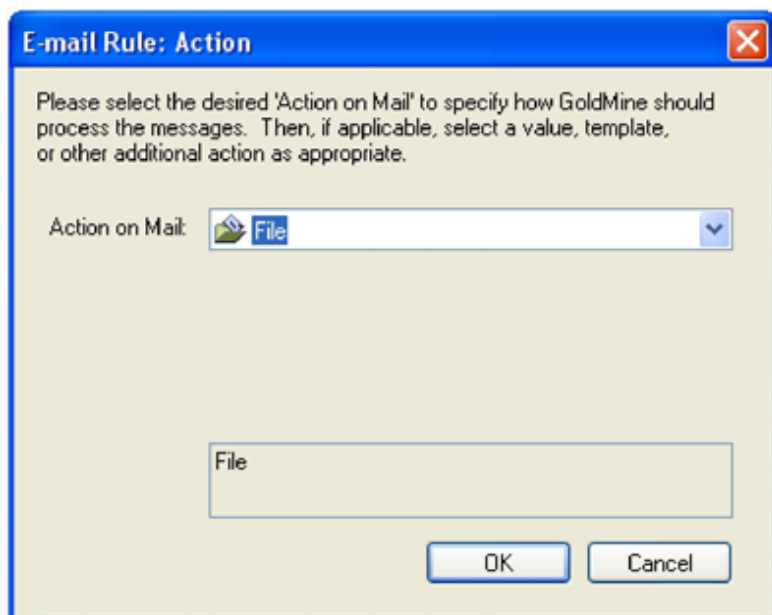 E-mail Rule: Action
Please select the desired 'Action on Mail' to specify how GoldMine should
process the messages. Then, if applicable, select a value, template,
or other additional action as appropriate.
Action on Mail: File
File
OK Cancel